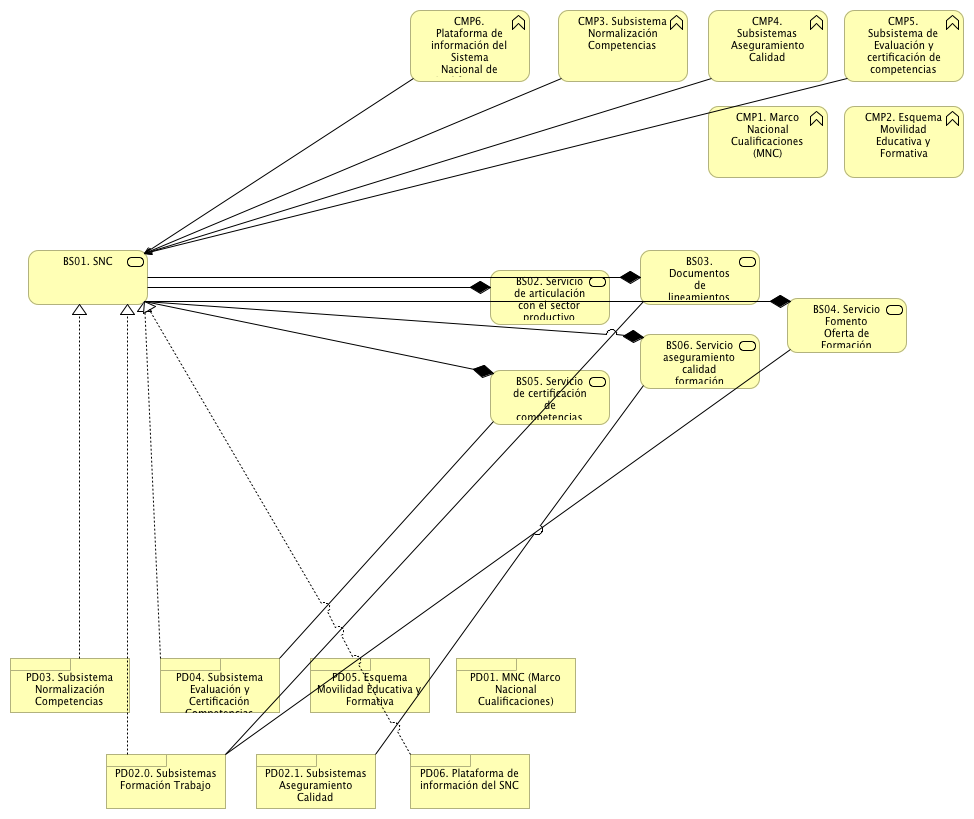 CMP6.
Plataforma de
información del
Sistema
Nacional de
CMP3. Subsistema
Normalización
Competencias
CMP4.
Subsistemas
Aseguramiento
Calidad
CMP5.
Subsistema de
Evaluación y
certificación de
competencias
CMP1. Marco
Nacional
Cualificaciones
(MNC)
CMP2. Esquema
Movilidad
Educativa y
Formativa
BS01. SNC
BS02. Servicio
de articulación
con el sector
productivo
BS03.
Documentos
de
lineamientos
BS04. Servicio
Fomento
Oferta de
Formación
BS06. Servicio
aseguramiento
calidad
formación
BS05. Servicio
de certificación
de
competencias
PD03. Subsistema
Normalización
Competencias
PD04. Subsistema
Evaluación y
Certificación
Competencias
PD05. Esquema
Movilidad Educativa y
Formativa
PD01. MNC (Marco
Nacional
Cualificaciones)
PD02.0. Subsistemas
Formación Trabajo
PD02.1. Subsistemas
Aseguramiento
Calidad
PD06. Plataforma de
información del SNC